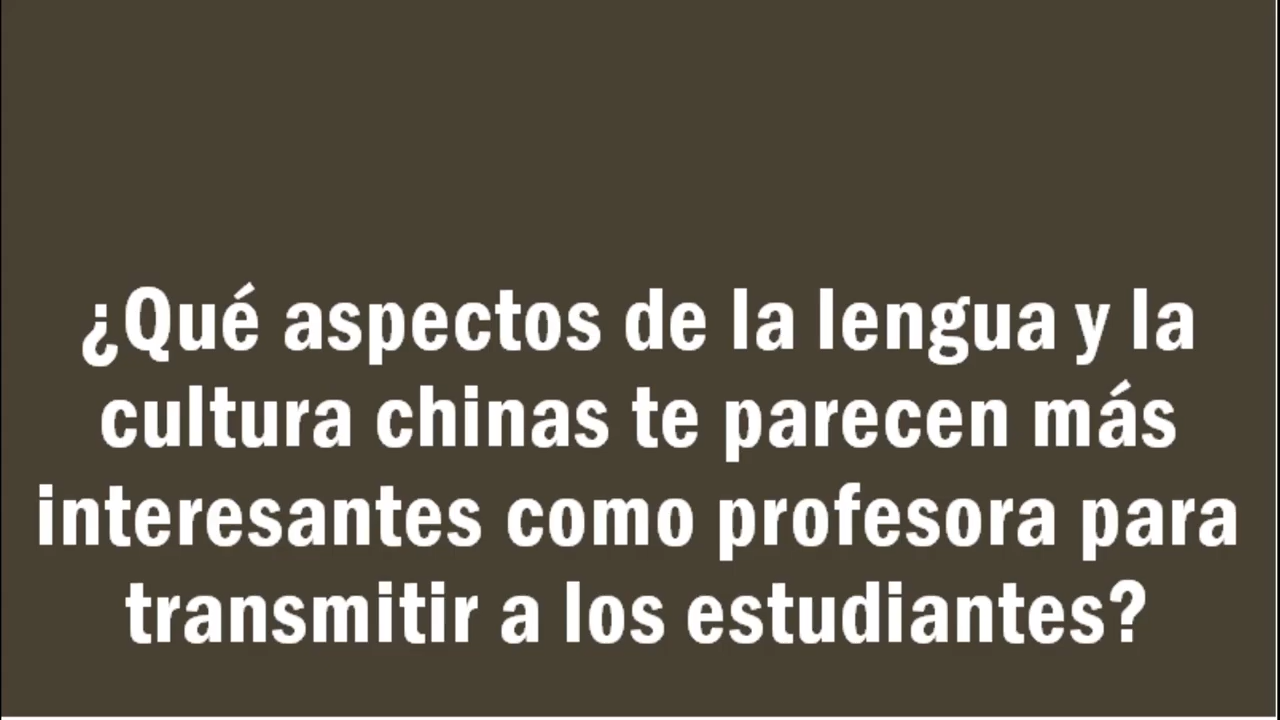 ¿Qué aspectos de la lengua y la
cultura chinas te parecen más
interesantes como profesora para
transmitir a los estudiantes?